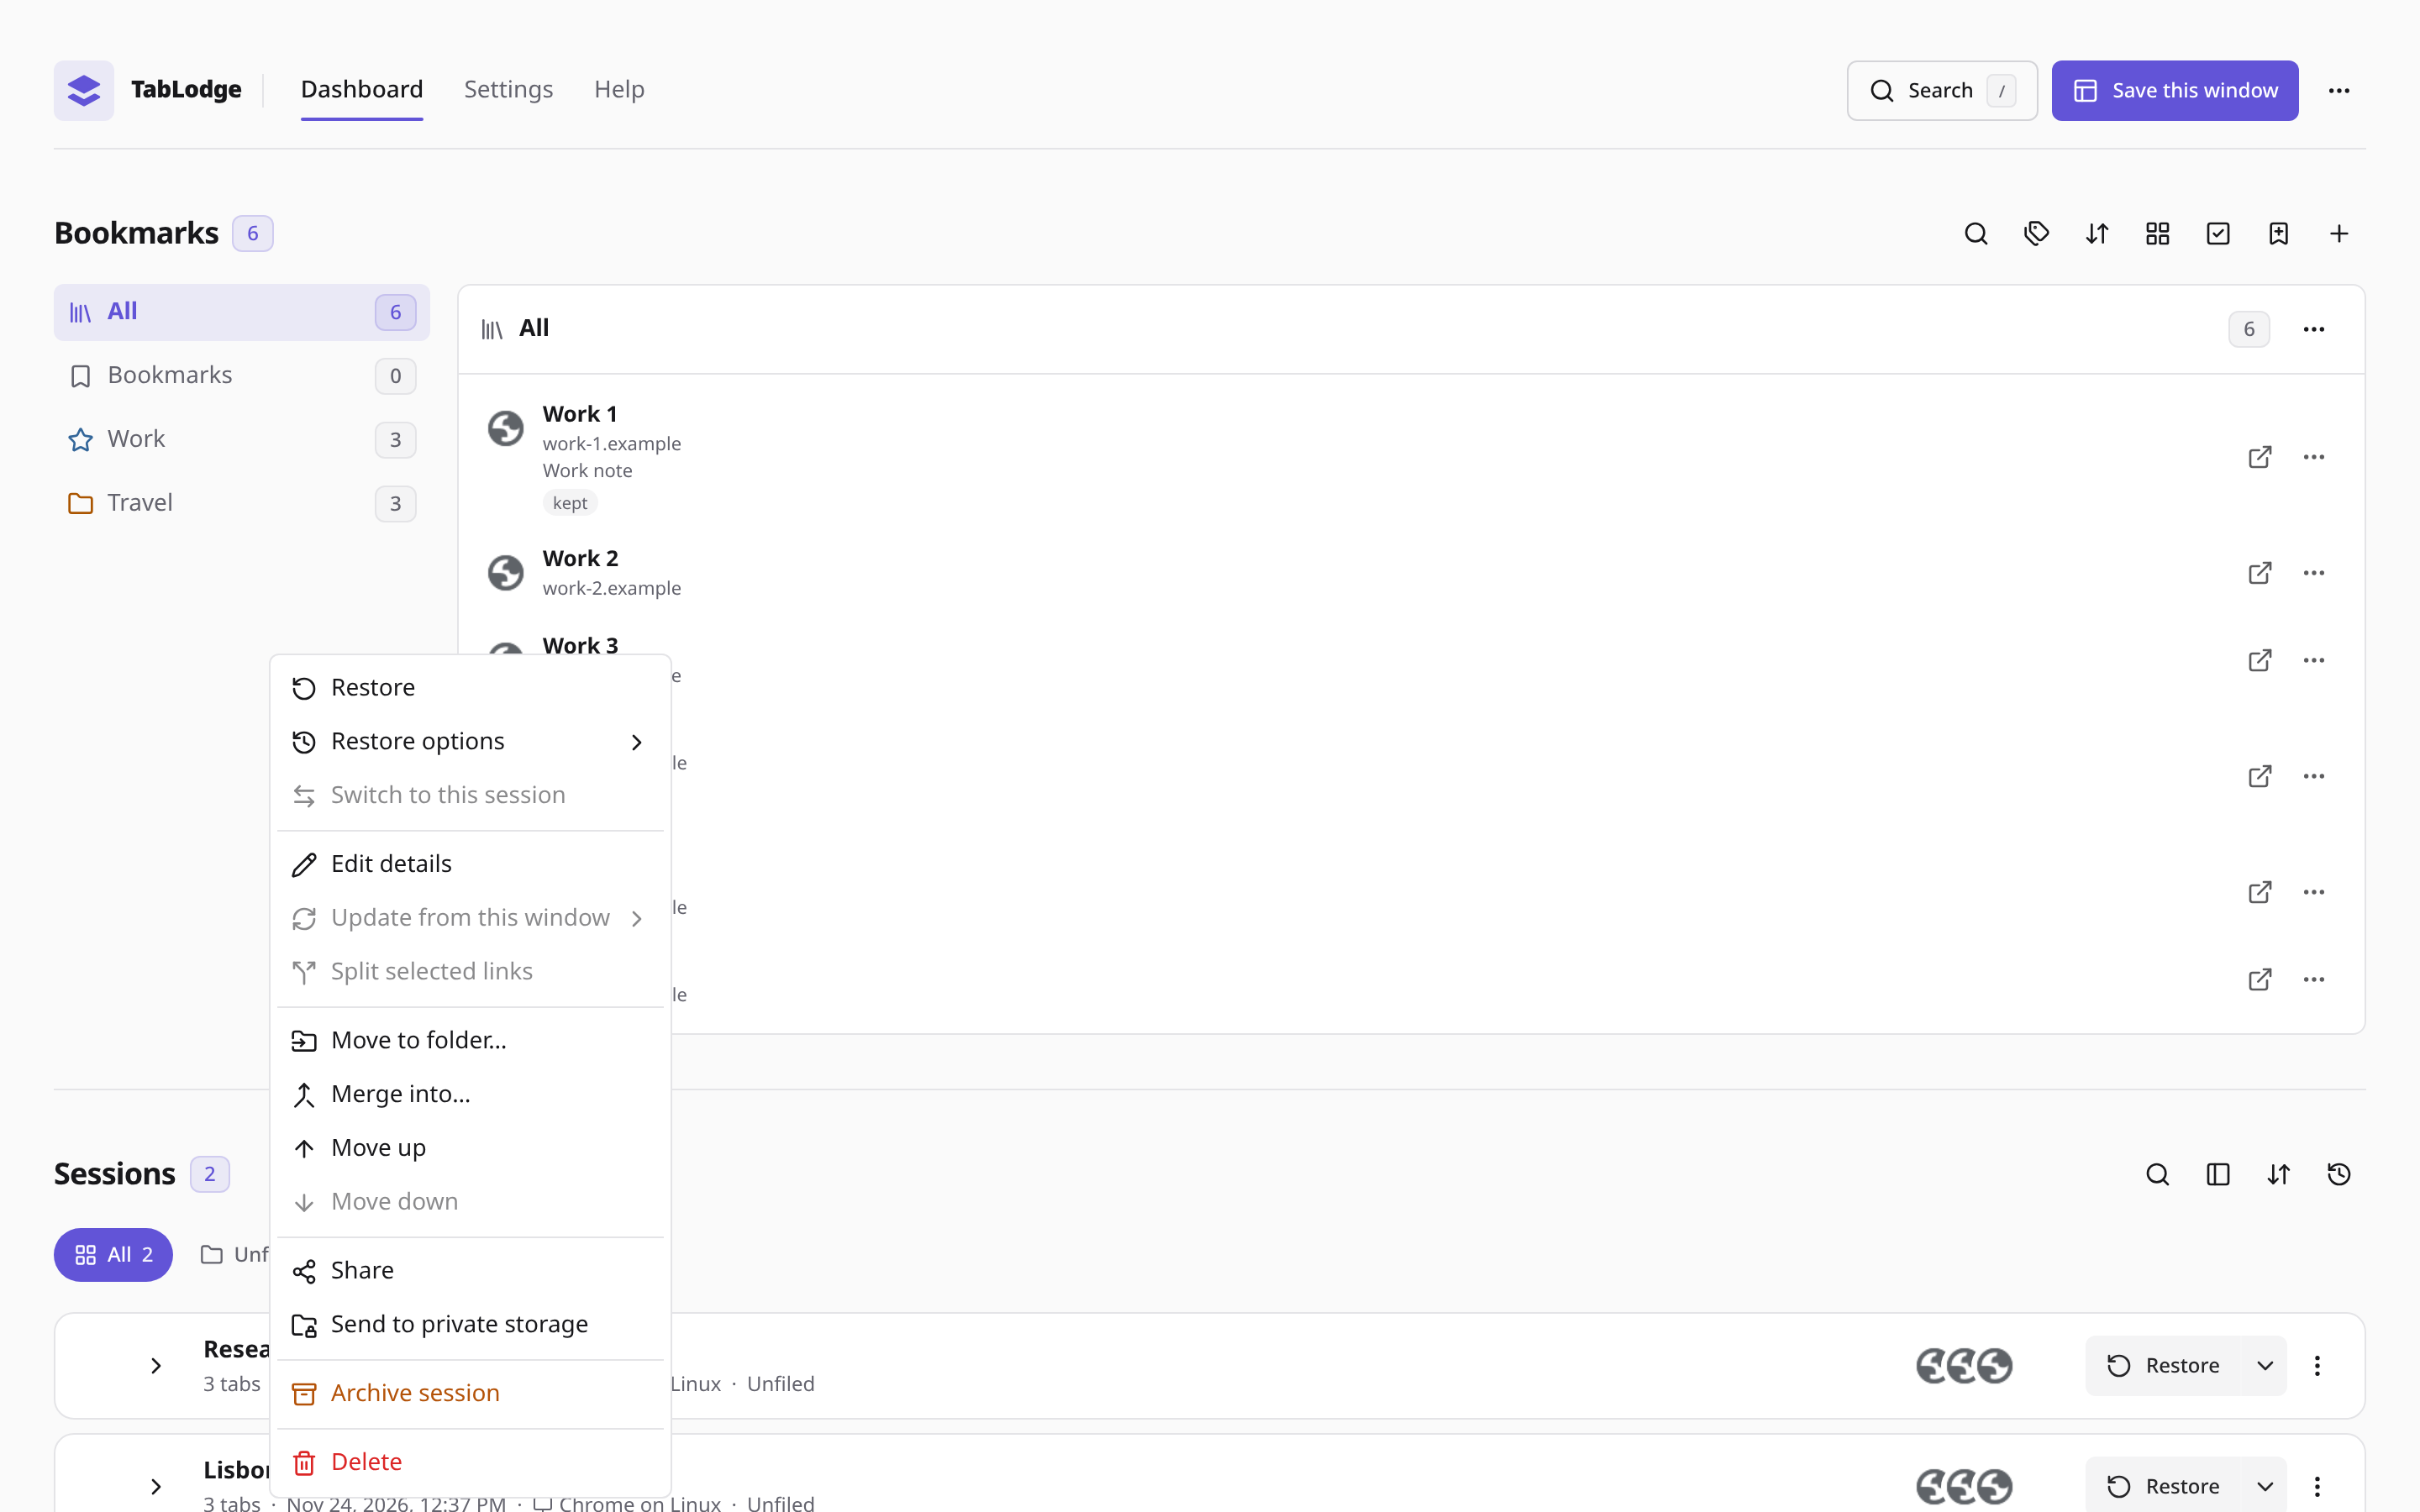 TabLodge
Dashboard
Settings
Help
Search /
Save this window
Bookmarks 6
All 6
Bookmarks 0
Work 3
Travel 3
All 6
Work 1
work-1.example
Work note
kept
Work 2
work-2.example
Work 3
Restore
Restore options
Switch to this session
Edit details
Update from this window
Split selected links
Move to folder...
Merge into...
Move up
Move down
Share
Send to private storage
Archive session
Delete
Sessions 2
All 2
3 tabs
Linux · Unfiled
Restore
3 tabs · Nov 24, 2026, 12:37 PM · Chrome on Linux · Unfiled
Restore